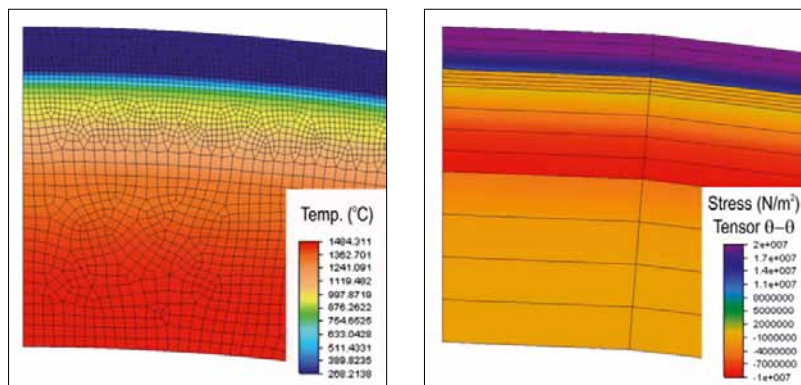 Temp. (°C)
1484.311
1362.701
1241.091
1119.482
997.8719
876.2622
754.6525
633.0428
511.4331
389.8235
268.2138
Stress (N/m²)
Tensor θ–θ
2e+007
1.7e+007
1.4e+007
1.1e+007
8000000
5000000
2000000
-1000000
-4000000
-7000000
-1e+007